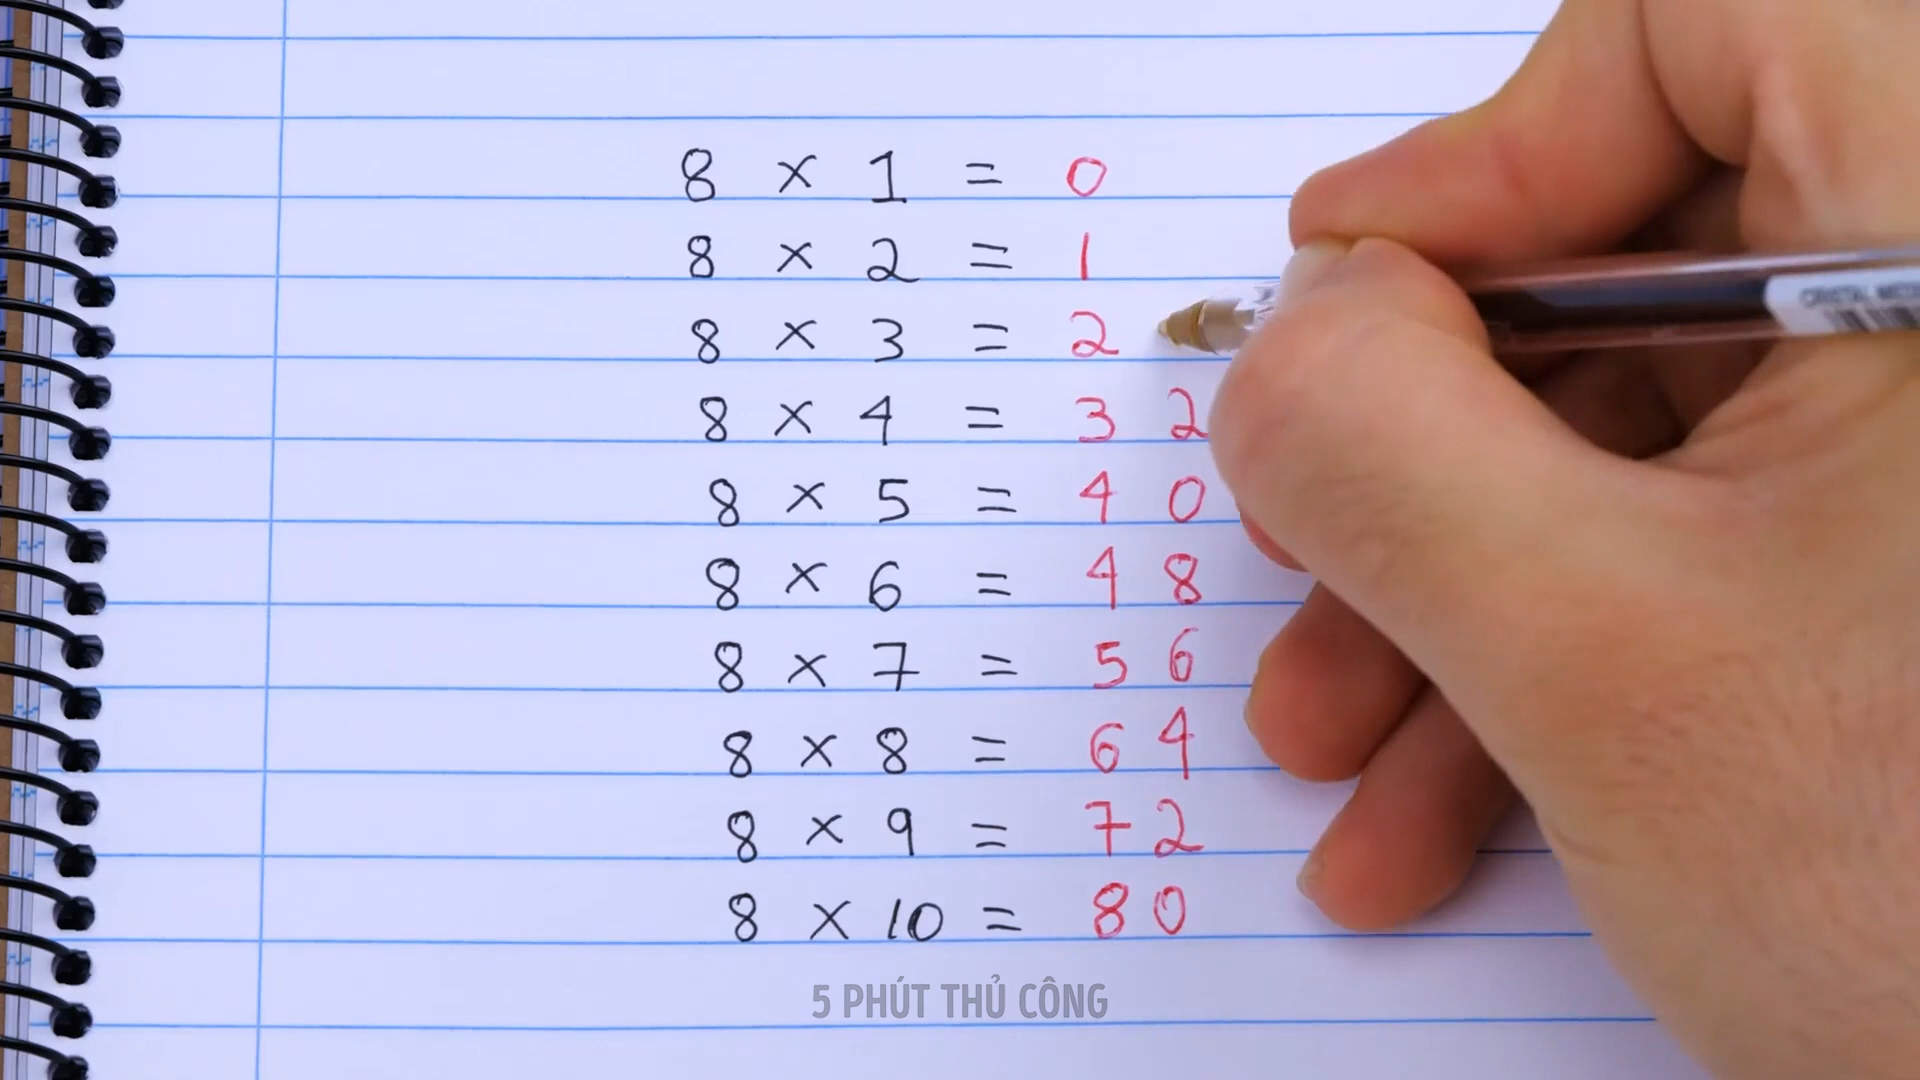 8 × 1 = 0
8 × 2 = 1
8 × 3 = 2
8 × 4 = 3 2
8 × 5 = 4 0
8 × 6 = 4 8
8 × 7 = 5 6
8 × 8 = 6 4
8 × 9 = 7 2
8 × 10 = 8 0
5 PHÚT THỦ CÔNG